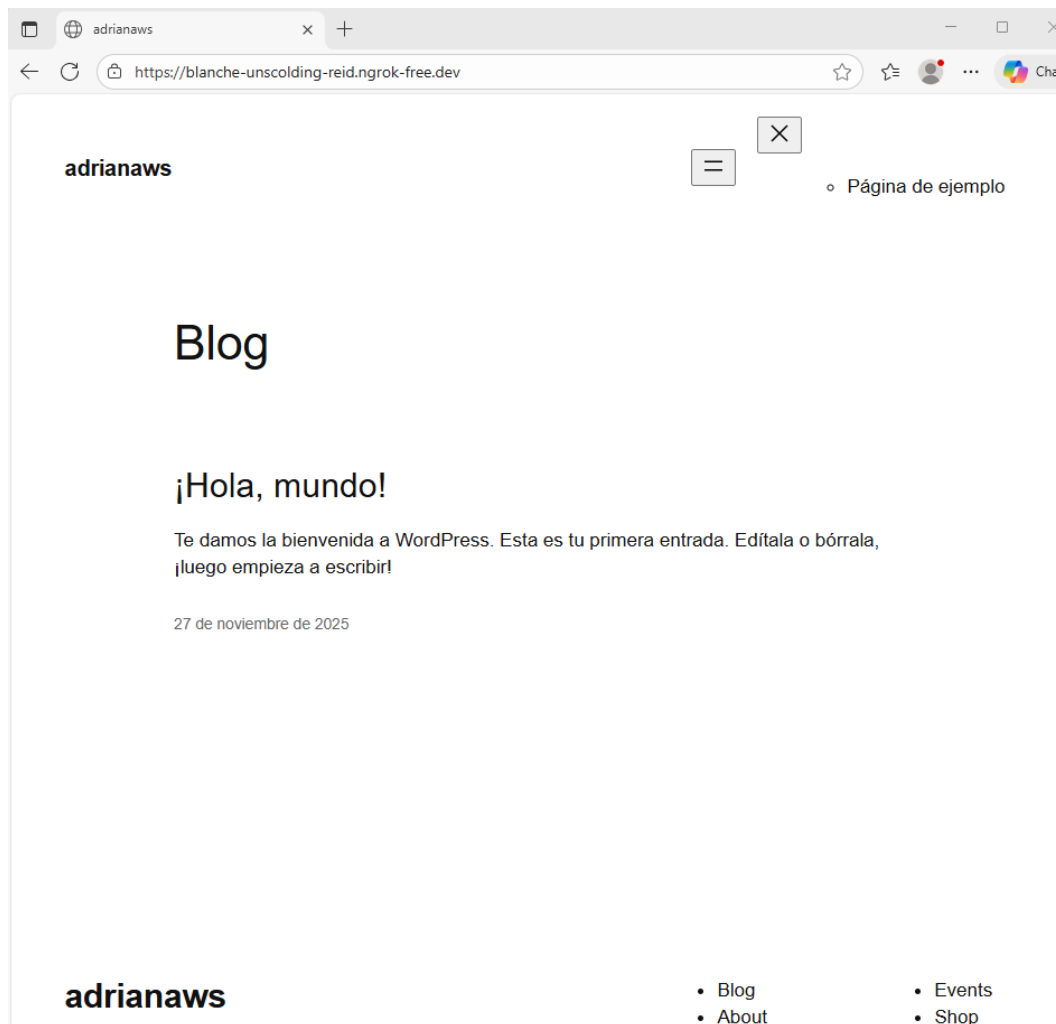 adrianaws
https://blanche-unscolding-reid.ngrok-free.dev
Cha
adrianaws
Página de ejemplo
Blog
¡Hola, mundo!
Te damos la bienvenida a WordPress. Esta es tu primera entrada. Edítala o bórrala,
¡luego empieza a escribir!
27 de noviembre de 2025
adrianaws
Blog
About
Events
Shop